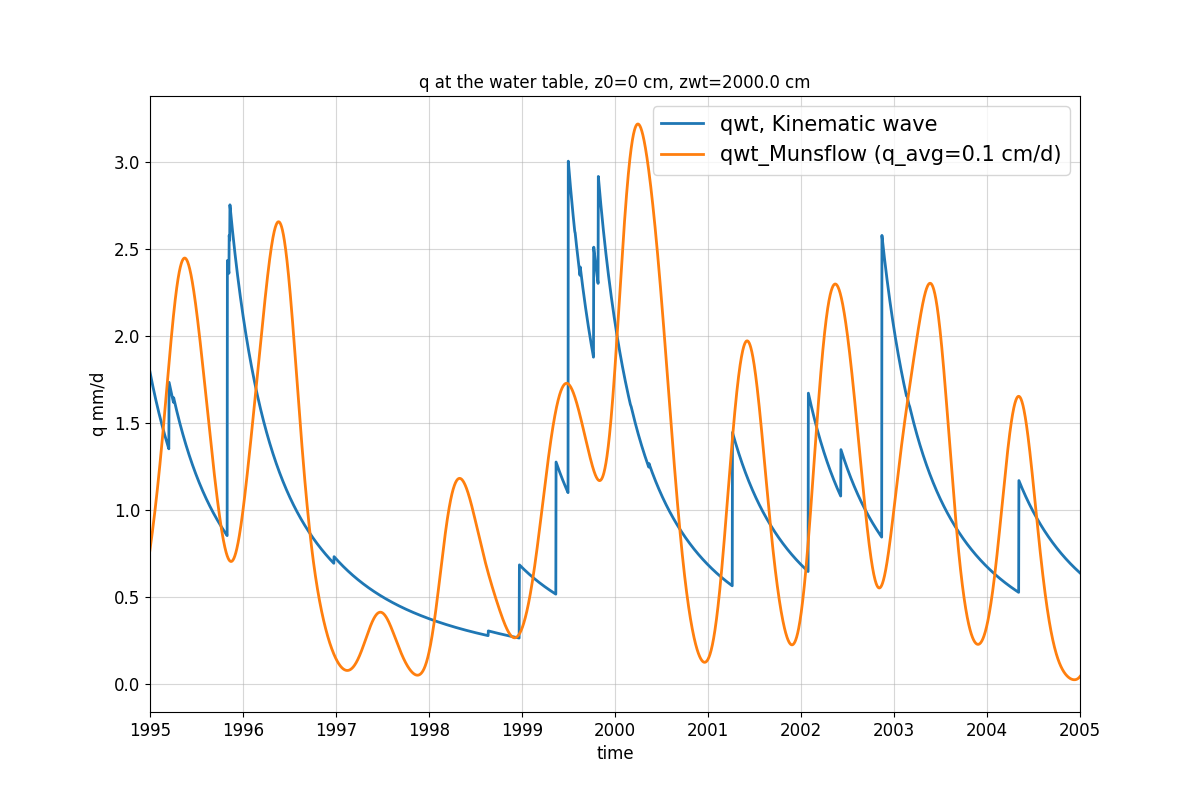 q at the water table, z0=0 cm, zwt=2000.0 cm
qwt, Kinematic wave
qwt_Munsflow (q_avg=0.1 cm/d)
q mm/d
3.0
2.5
2.0
1.5
1.0
0.5
0.0
1995 1996 1997 1998 1999 2000 2001 2002 2003 2004 2005
time